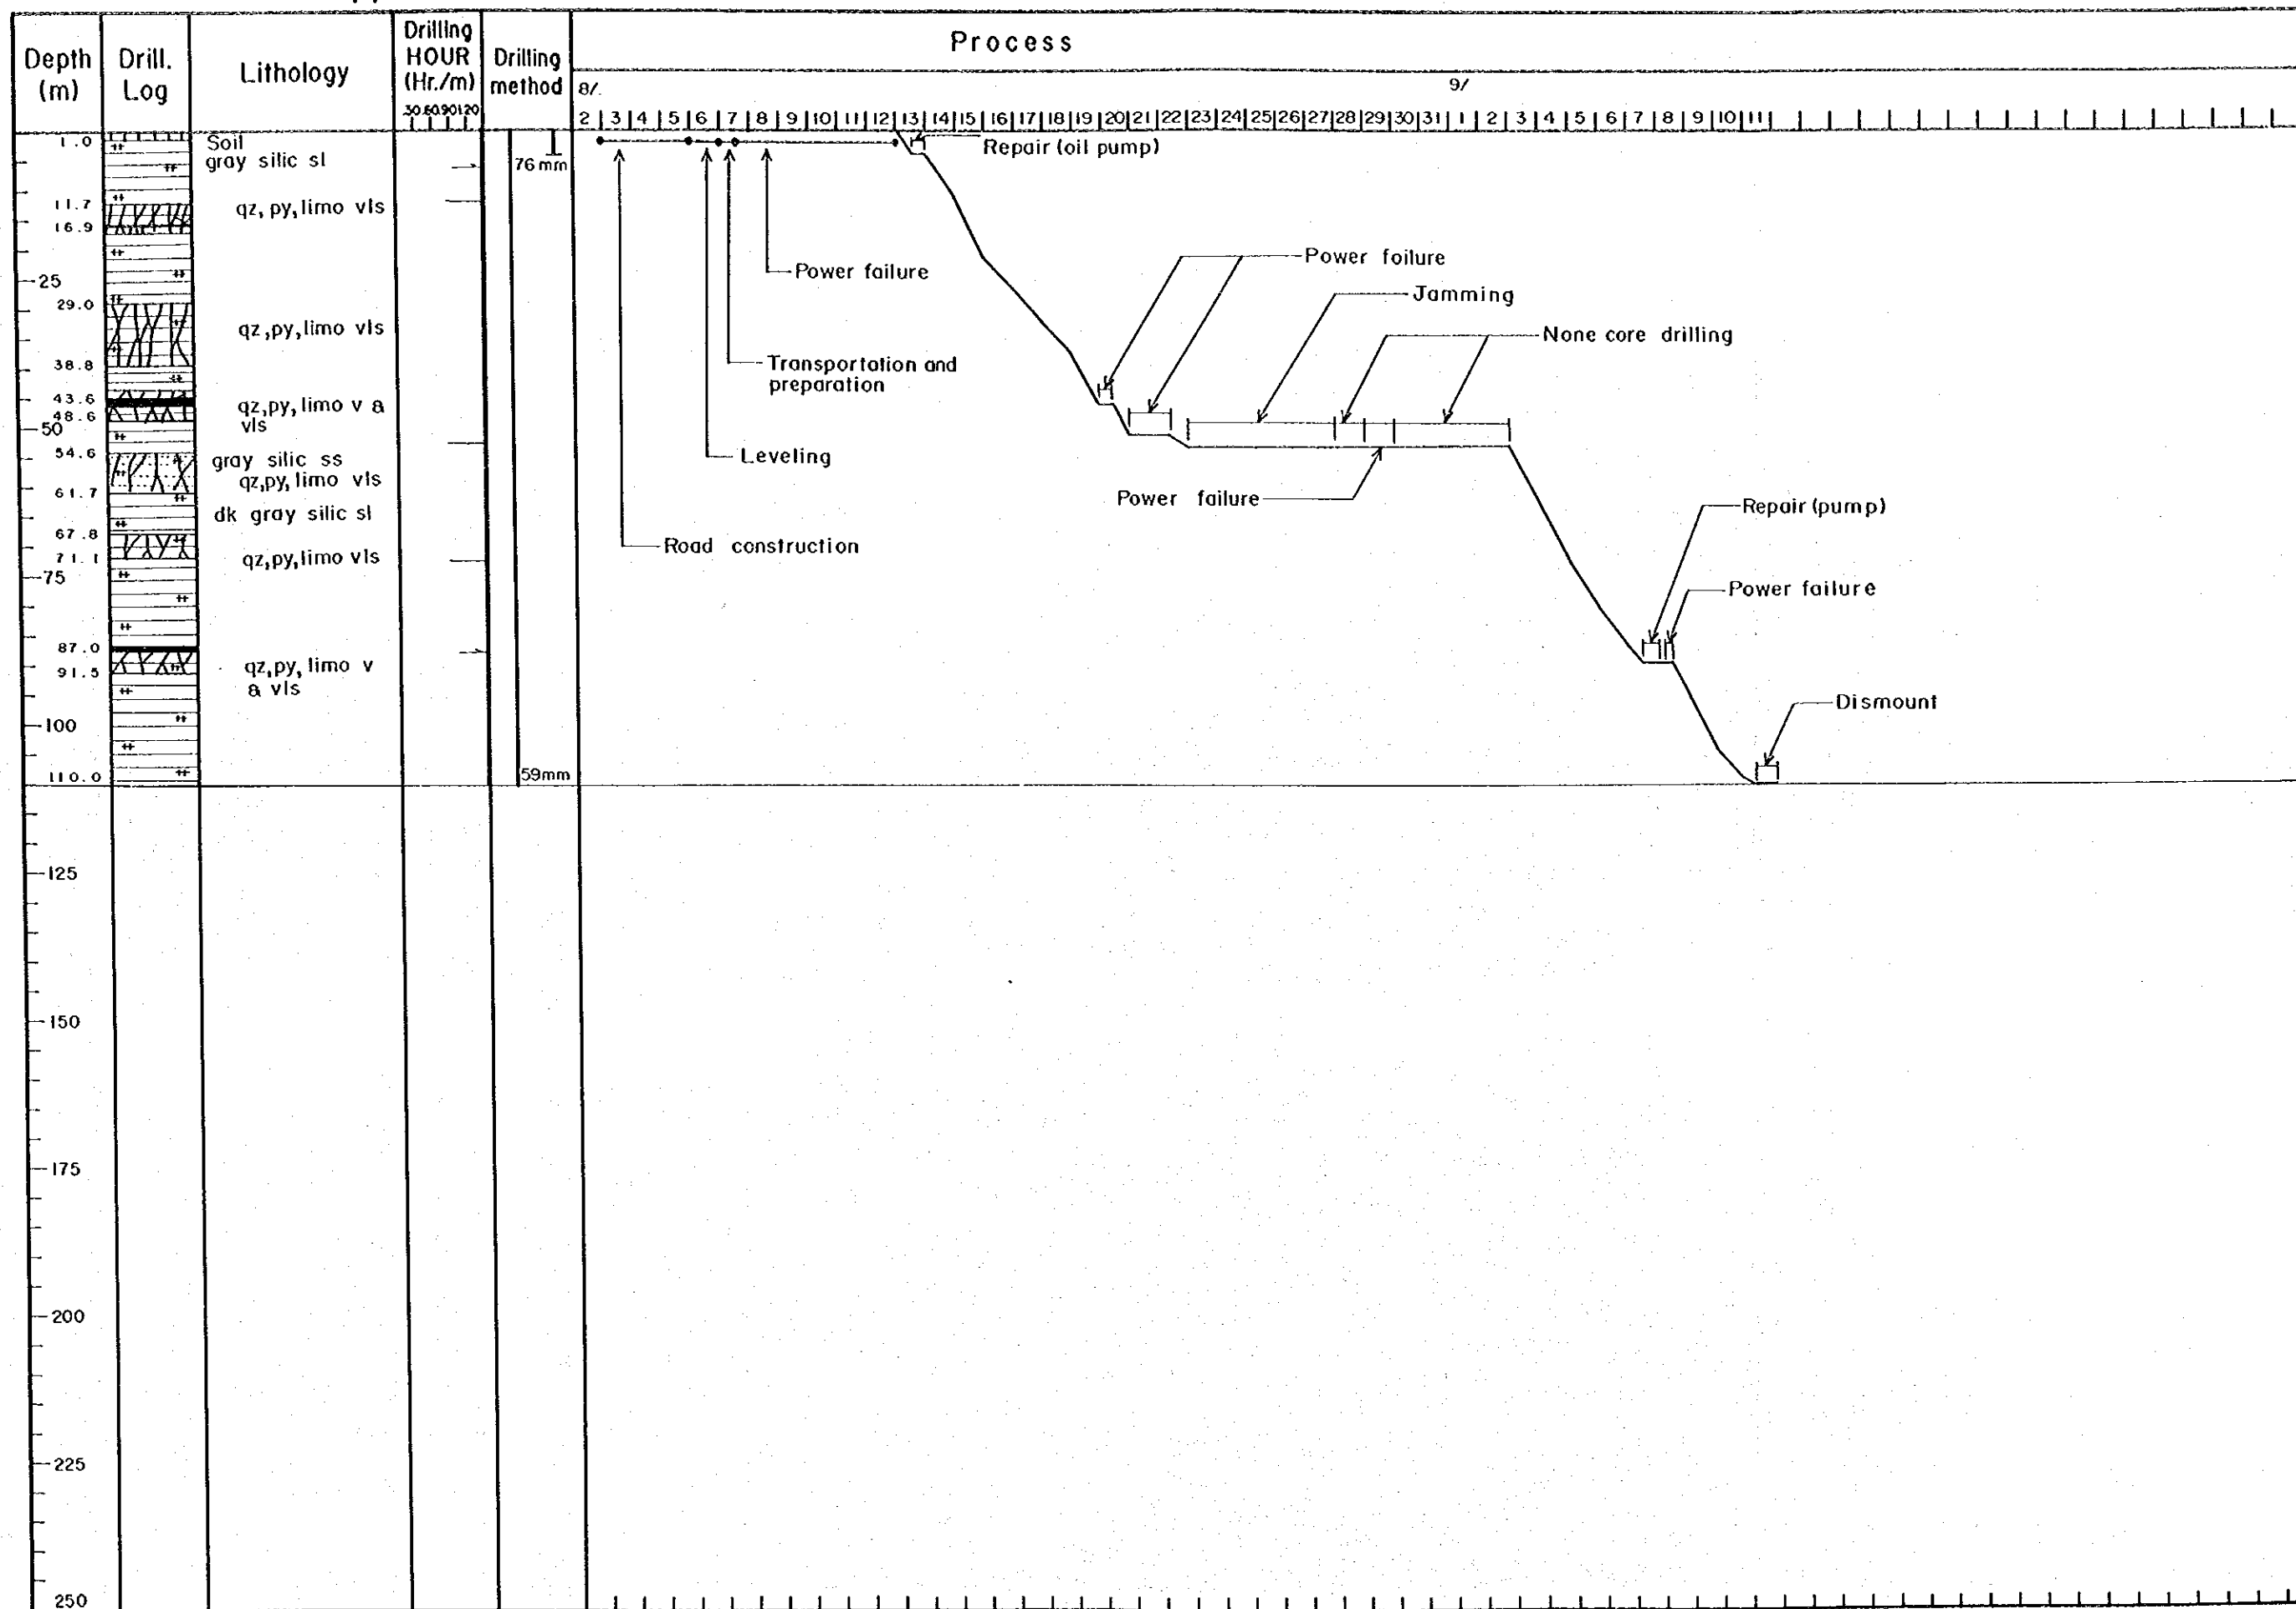 Depth
(m)
Drill.
Log
Lithology
Drilling
HOUR
(Hr./m)
30 60 90 120
Drilling
method
Process
8/.
9/
2 3 4 5 6 7 8 9 10 11 12 13 14 15 16 17 18 19 20 21 22 23 24 25 26 27 28 29 30 31 1 2 3 4 5 6 7 8 9 10 11
1.0
Soil
gray silic sl
76mm
Repair (oil pump)
11.7
qz, py, limo vls
16.9
Power foilure
Power failure
25
Jamming
29.0
qz, py, limo vls
None core drilling
38.8
Transportation and
preparation
43.6
qz, py, limo v a
48.6
vls
50
54.6
gray silic ss
Leveling
qz, py, limo vls
61.7
Power failure
Repair (pump)
dk gray silic sl
67.8
Road construction
71.1
qz, py, limo vls
75
Power failure
87.0
qz, py, limo v
91.5
a vls
Dismount
100
110.0
59mm
125
150
175
200
225
250